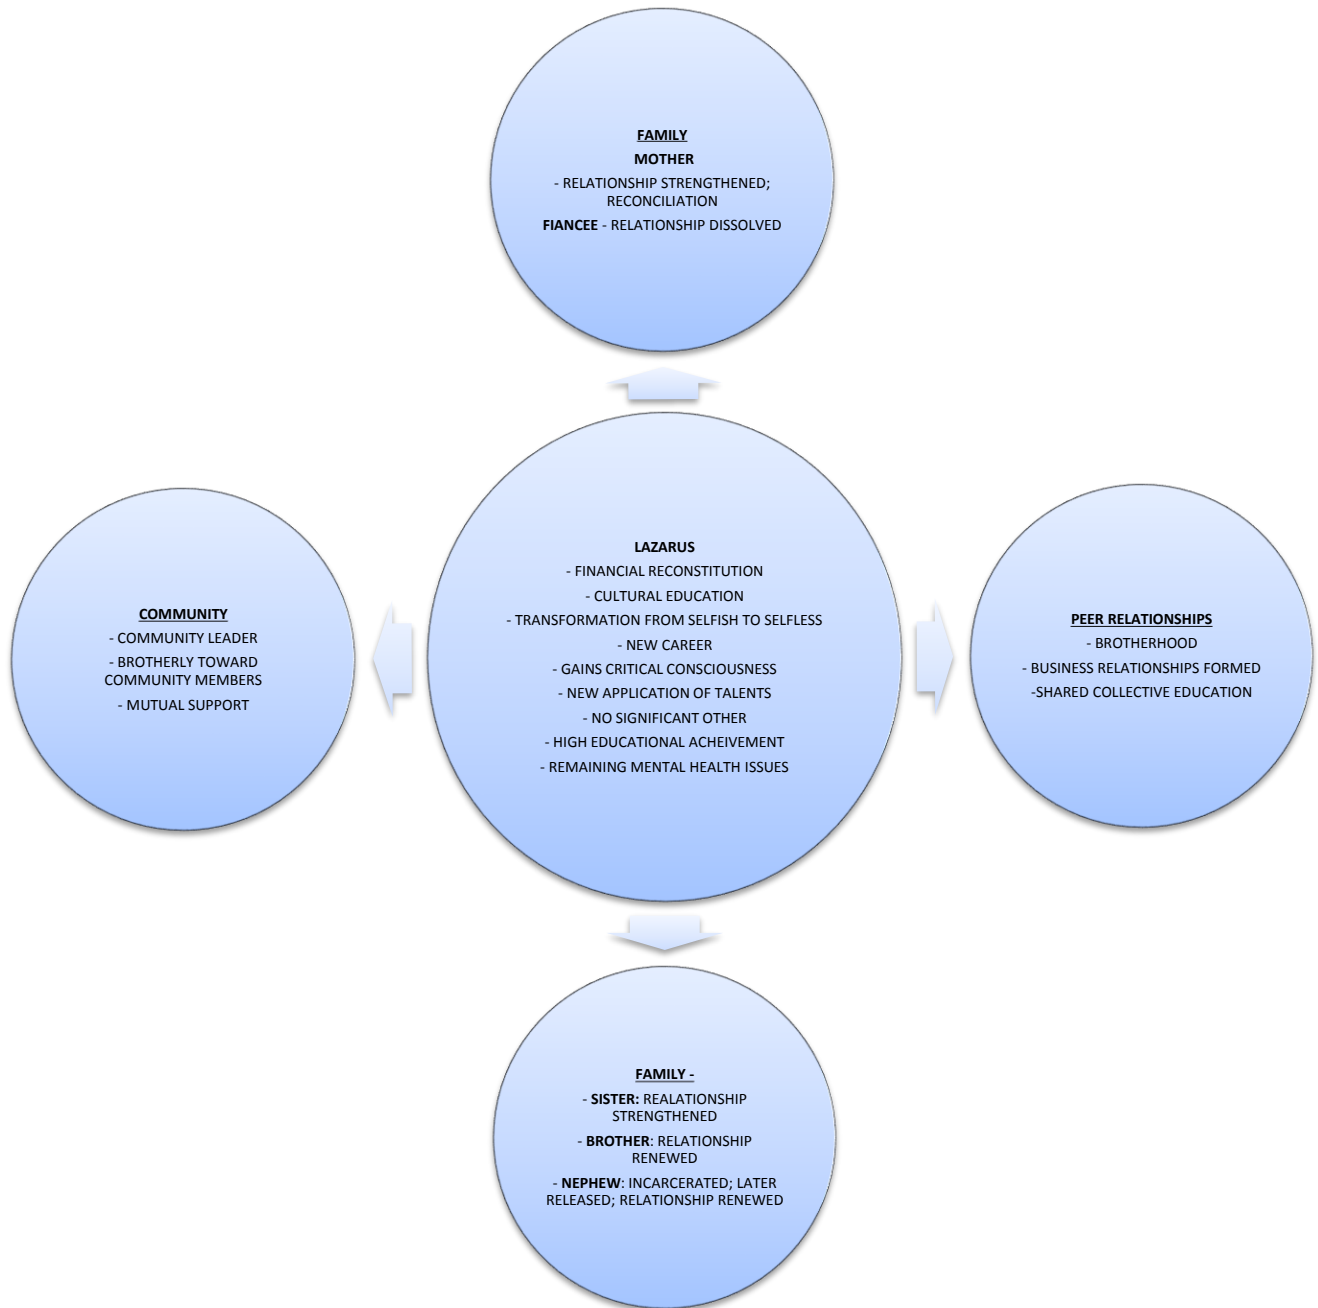 FAMILY
MOTHER
- RELATIONSHIP STRENGTHENED;
RECONCILIATION
FIANCEE - RELATIONSHIP DISSOLVED
LAZARUS
- FINANCIAL RECONSTITUTION
- CULTURAL EDUCATION
- TRANSFORMATION FROM SELFISH TO SELFLESS
- NEW CAREER
- GAINS CRITICAL CONSCIOUSNESS
- NEW APPLICATION OF TALENTS
- NO SIGNIFICANT OTHER
- HIGH EDUCATIONAL ACHEIVEMENT
- REMAINING MENTAL HEALTH ISSUES
COMMUNITY
- COMMUNITY LEADER
- BROTHERLY TOWARD
COMMUNITY MEMBERS
- MUTUAL SUPPORT
PEER RELATIONSHIPS
- BROTHERHOOD
- BUSINESS RELATIONSHIPS FORMED
-SHARED COLLECTIVE EDUCATION
FAMILY -
- SISTER: REALATIONSHIP
STRENGTHENED
- BROTHER: RELATIONSHIP
RENEWED
- NEPHEW: INCARCERATED; LATER
RELEASED; RELATIONSHIP RENEWED